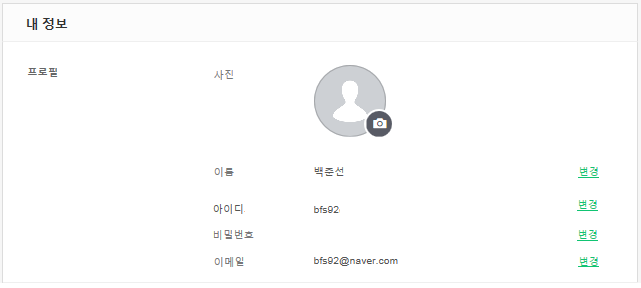 내 정보
프로필 사진
이름 백준선 변경
아이디 bfs92 변경
비밀번호 변경
이메일 bfs92@naver.com 변경